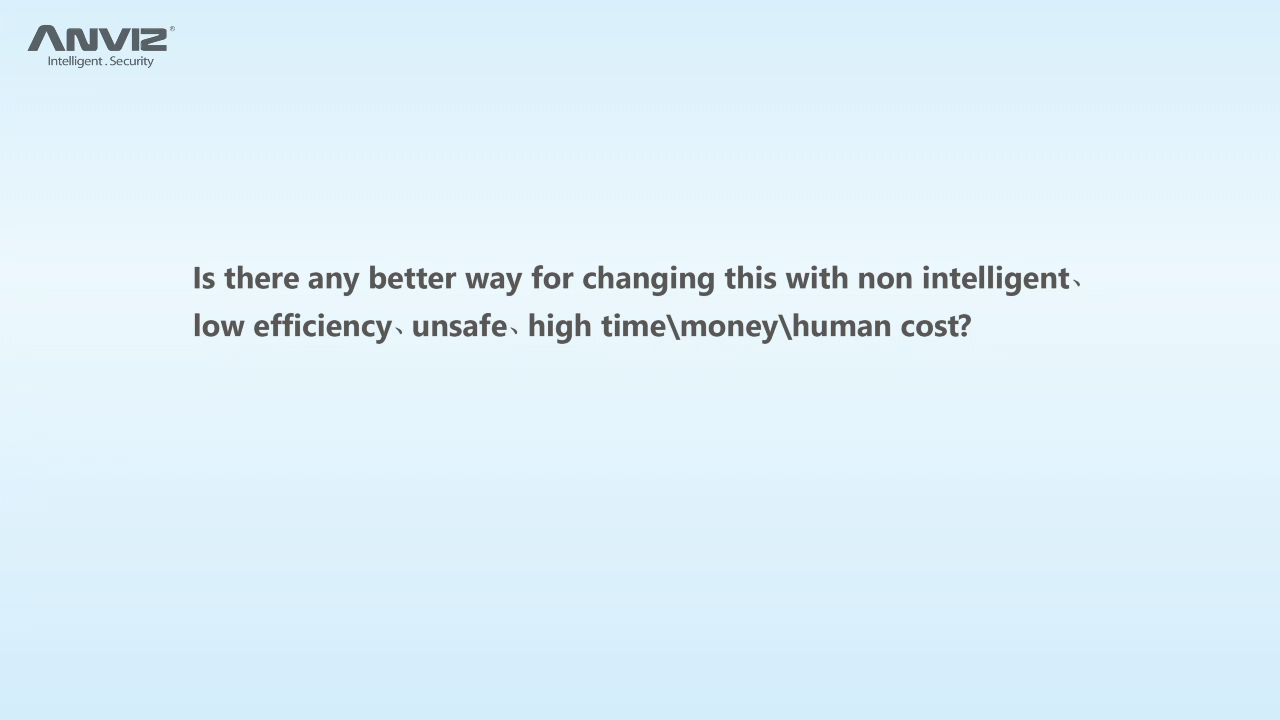 ANVIZ®
Intelligent . Security
Is there any better way for changing this with non intelligent、
low efficiency、unsafe、high time\money\human cost?